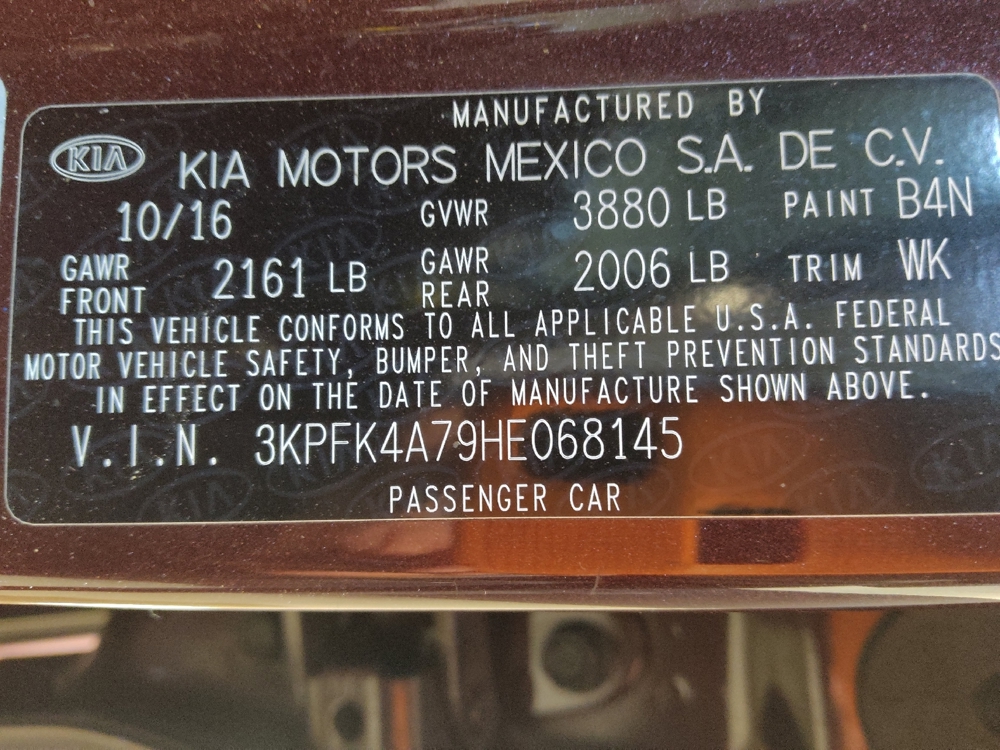 MANUFACTURED BY
KIA KIA MOTORS MEXICO S.A. DE C.V.
10/16 GVWR 3880 LB PAINT B4N
GAWR FRONT 2161 LB GAWR REAR 2006 LB TRIM WK
THIS VEHICLE CONFORMS TO ALL APPLICABLE U.S.A. FEDERAL
MOTOR VEHICLE SAFETY, BUMPER, AND THEFT PREVENTION STANDARDS
IN EFFECT ON THE DATE OF MANUFACTURE SHOWN ABOVE.
V.I.N. 3KPFK4A79HE068145
PASSENGER CAR